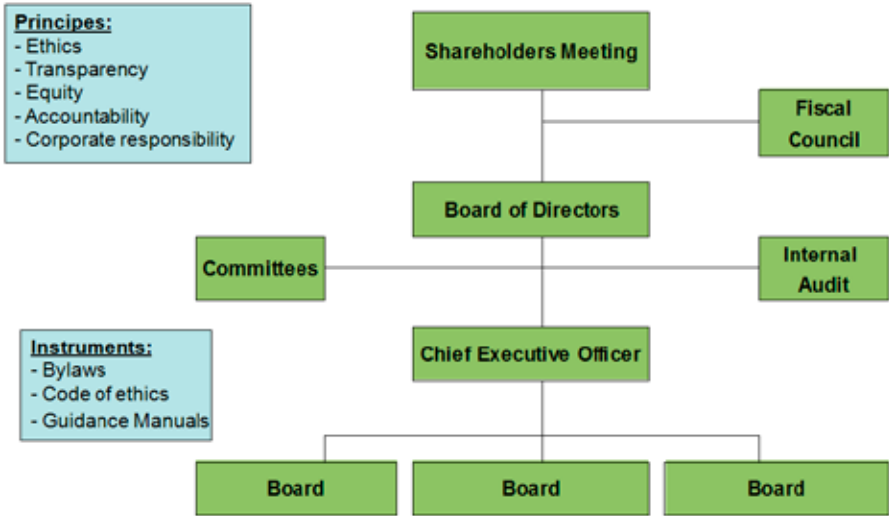 Principes:
- Ethics
- Transparency
- Equity
- Accountability
- Corporate responsibility
Shareholders Meeting
Fiscal
Council
Board of Directors
Committees
Internal
Audit
Chief Executive Officer
Instruments:
- Bylaws
- Code of ethics
- Guidance Manuals
Board
Board
Board